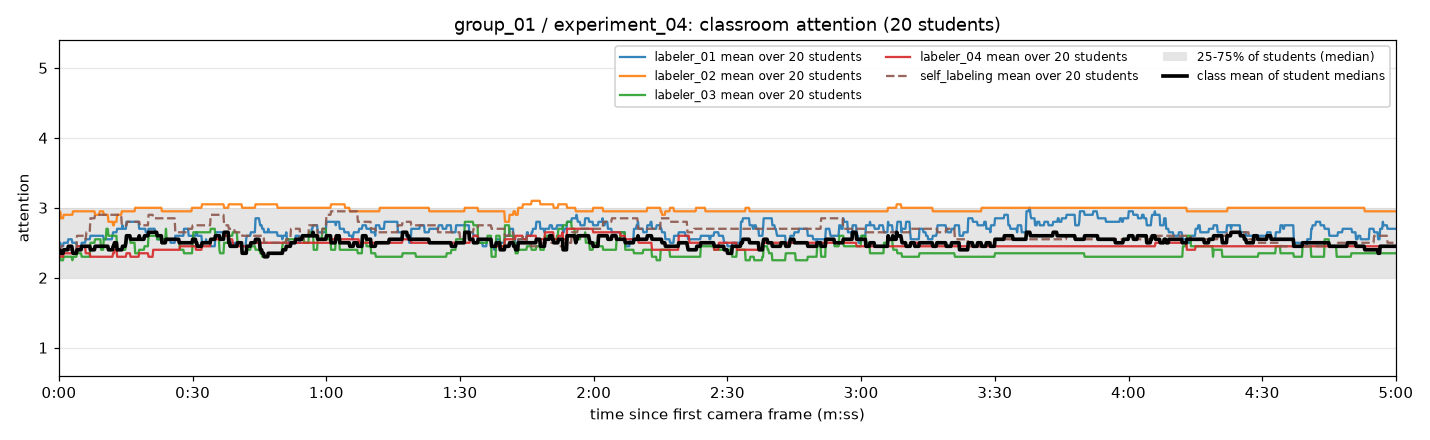 group_01 / experiment_04: classroom attention (20 students)
labeler_01 mean over 20 students
labeler_02 mean over 20 students
labeler_03 mean over 20 students
labeler_04 mean over 20 students
self_labeling mean over 20 students
25-75% of students (median)
class mean of student medians
attention
5
4
3
2
1
0:00 0:30 1:00 1:30 2:00 2:30 3:00 3:30 4:00 4:30 5:00
time since first camera frame (m:ss)